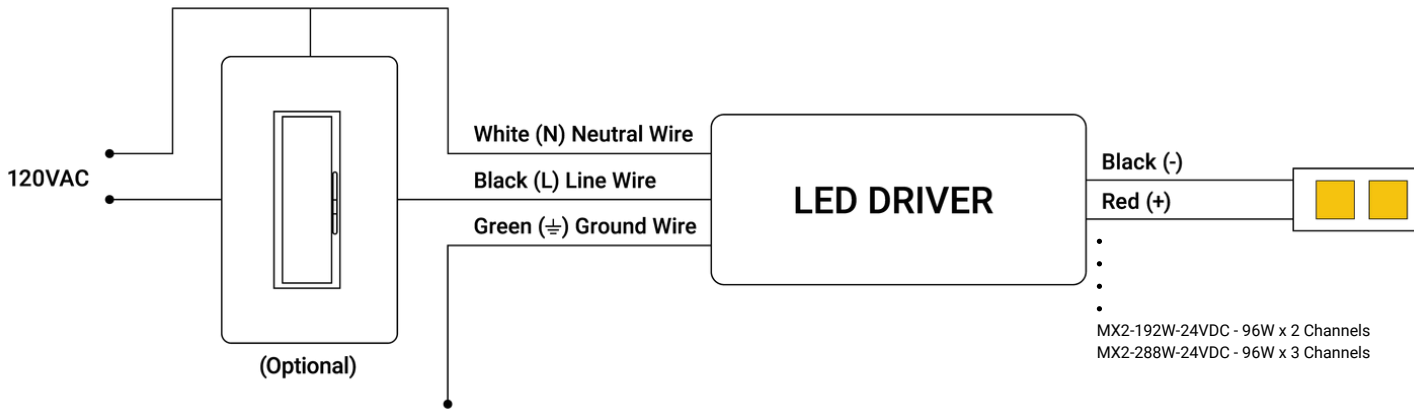 120VAC
(Optional)
White (N) Neutral Wire
Black (L) Line Wire
Green (⏚) Ground Wire
LED DRIVER
Black (-)
Red (+)
MX2-192W-24VDC - 96W x 2 Channels
MX2-288W-24VDC - 96W x 3 Channels